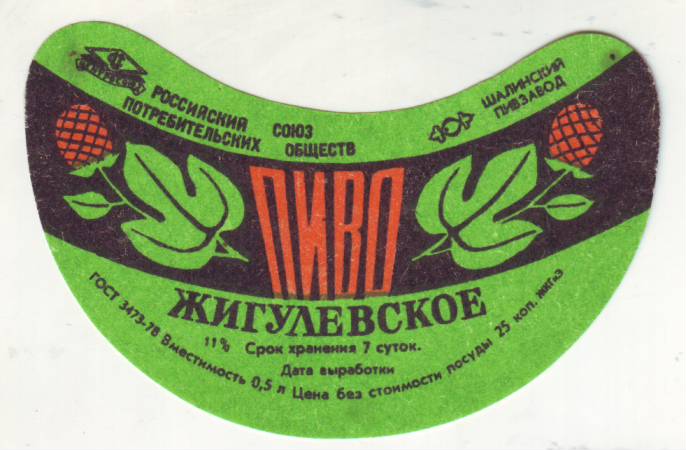 РОССИЙСКИЙ СОЮЗ
ПОТРЕБИТЕЛЬСКИХ ОБЩЕСТВ
ШАЛИНСКИЙ
ПИВЗАВОД
ПИВО
ЖИГУЛЕВСКОЕ
11% Срок хранения 7 суток.
Дата выработки
ГОСТ 3473-78 Вместимость 0,5 л Цена без стоимости посуды 25 коп.